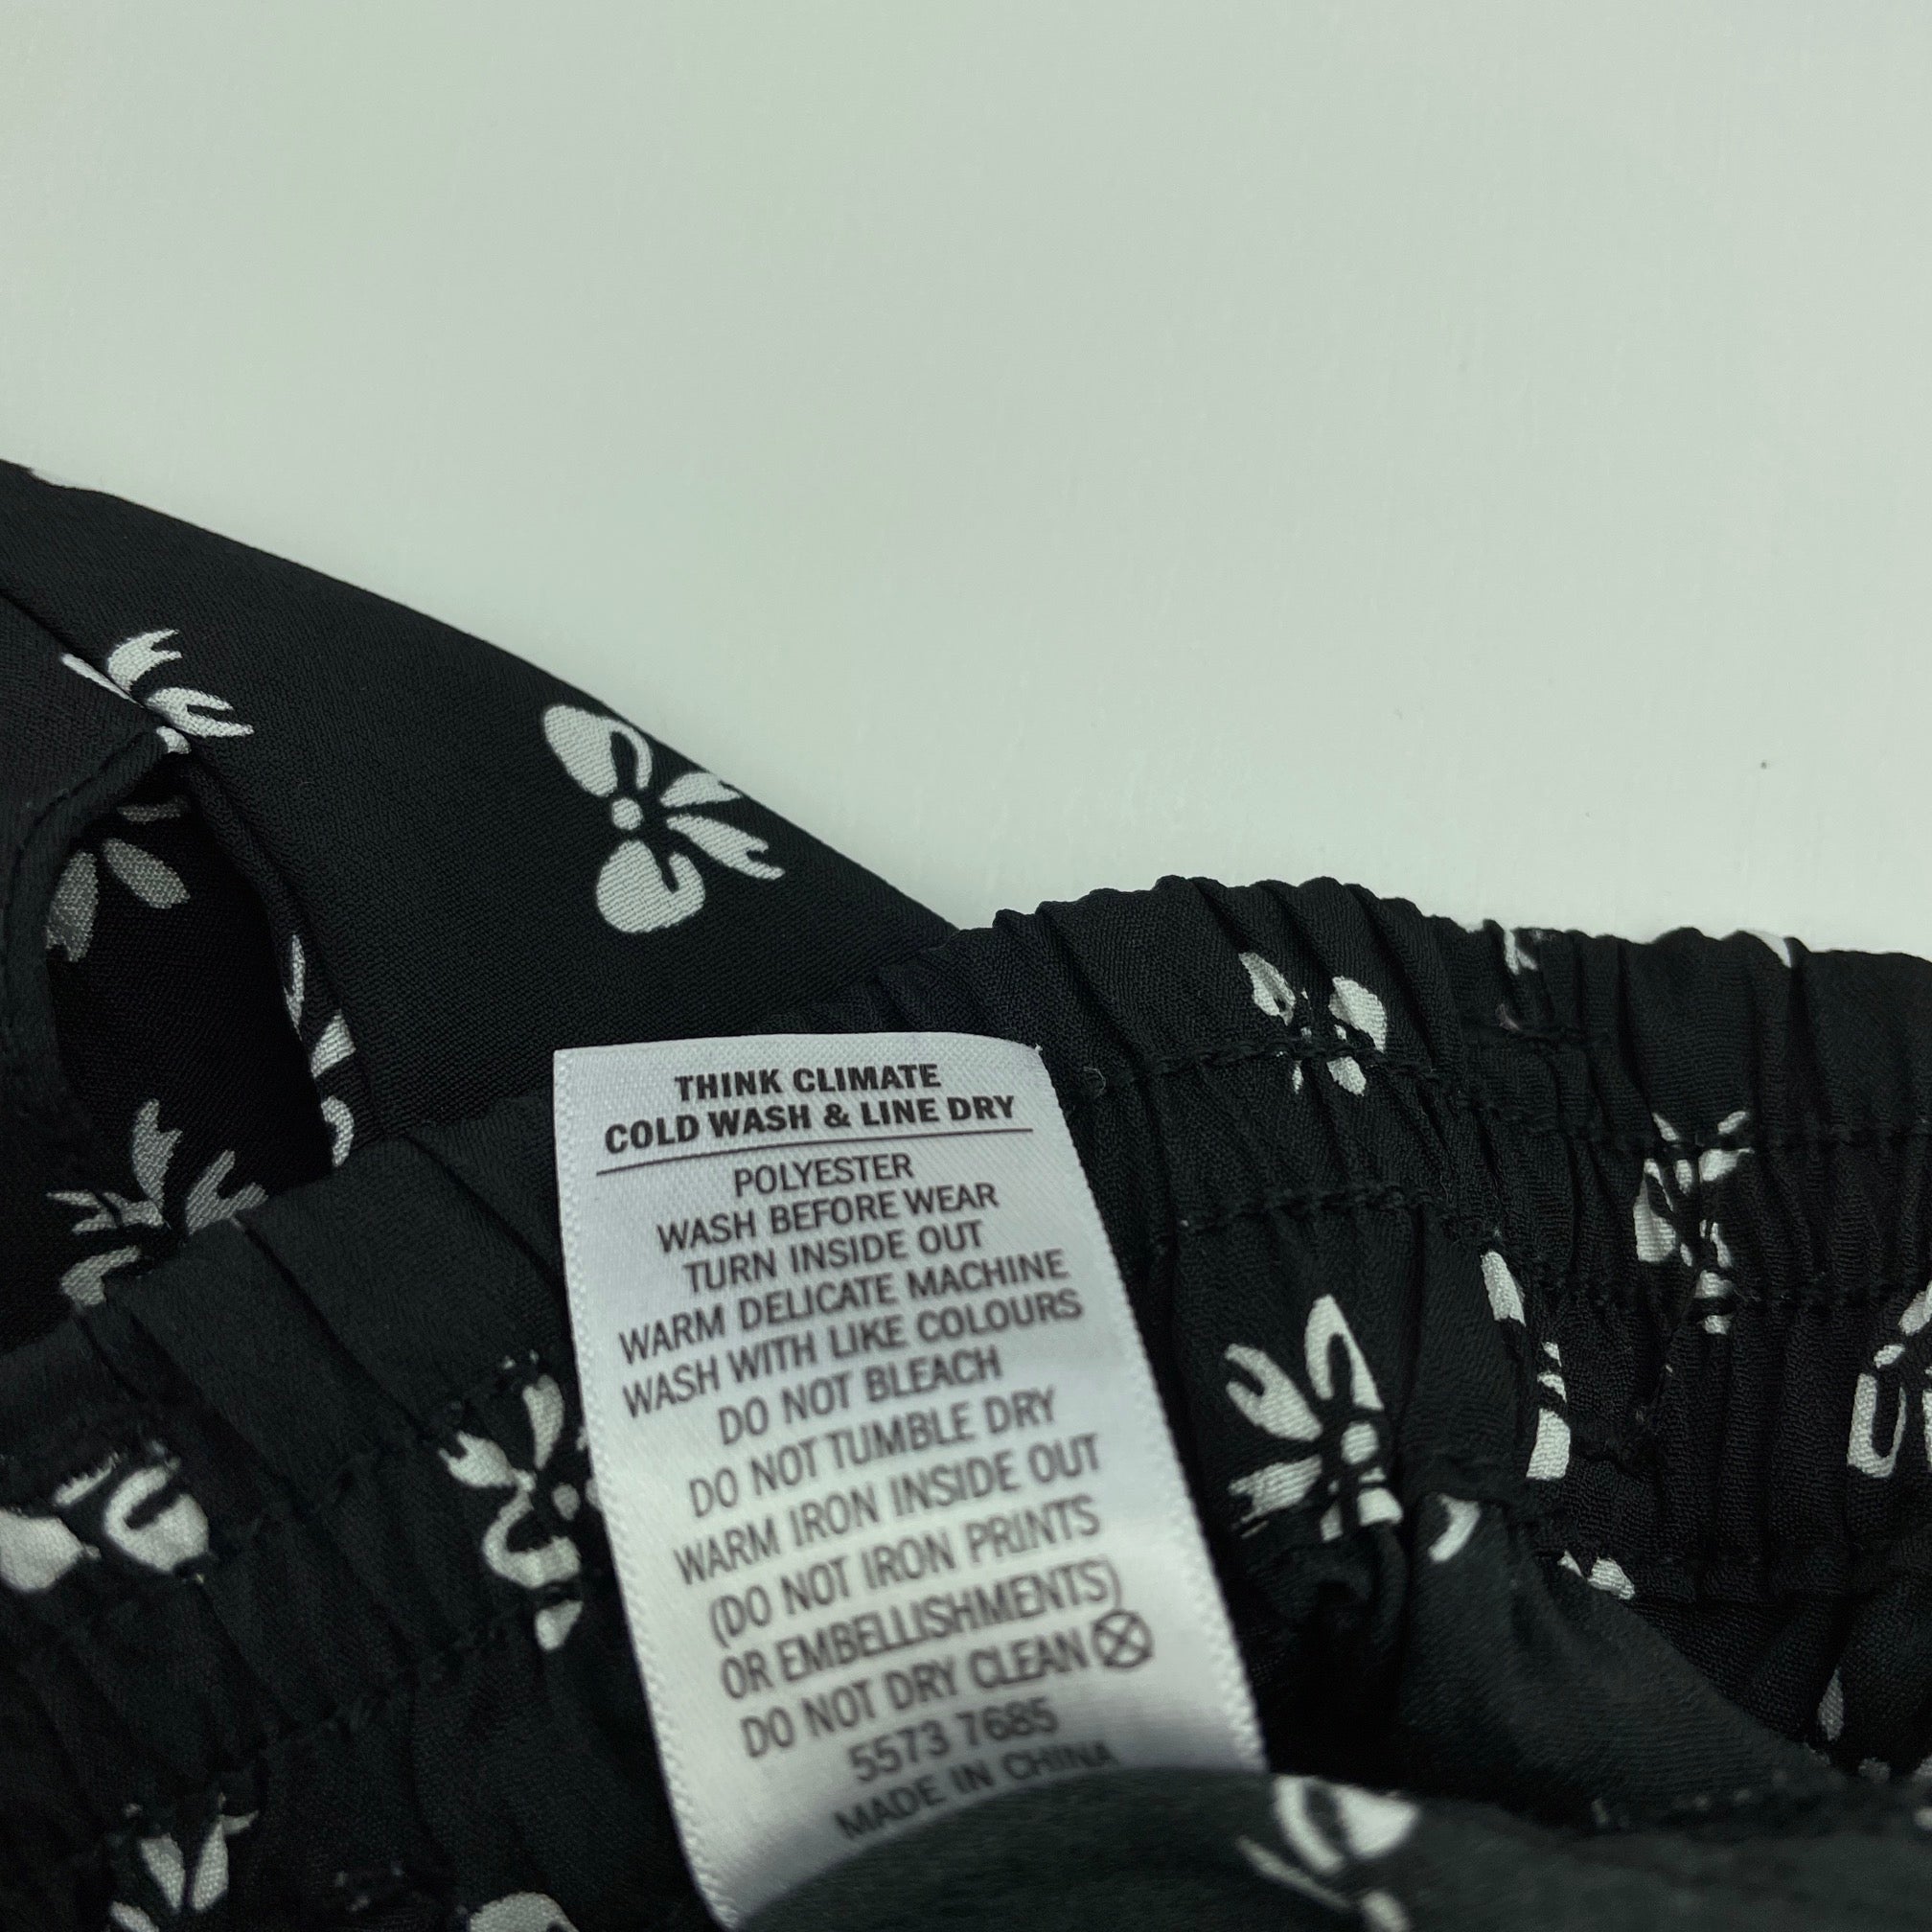 THINK CLIMATE
COLD WASH & LINE DRY
POLYESTER
WASH BEFORE WEAR
TURN INSIDE OUT
WARM DELICATE MACHINE
WASH WITH LIKE COLOURS
DO NOT BLEACH
DO NOT TUMBLE DRY
WARM IRON INSIDE OUT
(DO NOT IRON PRINTS
OR EMBELLISHMENTS)
DO NOT DRY CLEAN
5573 7685
MADE IN CHINA